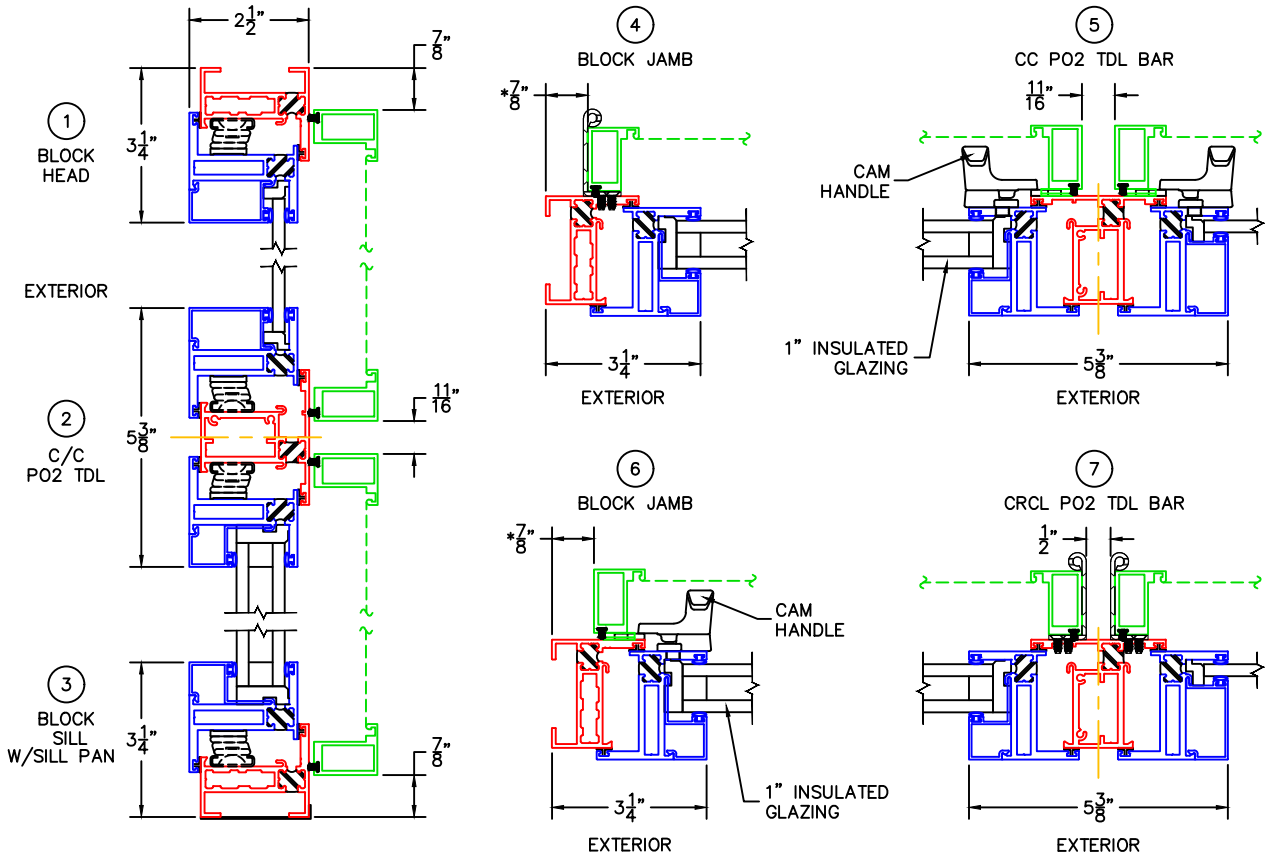 2 1/2"
7/8"
1
BLOCK
HEAD
3 1/4"
EXTERIOR
2
C/C
PO2 TDL
5 3/8"
11/16"
3
BLOCK
SILL
W/SILL PAN
3 1/4"
7/8"
4
BLOCK JAMB
*7/8"
3 1/4"
EXTERIOR
5
CC PO2 TDL BAR
11/16"
CAM
HANDLE
1" INSULATED
GLAZING
5 3/8"
EXTERIOR
6
BLOCK JAMB
*7/8"
CAM
HANDLE
1" INSULATED
GLAZING
3 1/4"
EXTERIOR
7
CRCL PO2 TDL BAR
1/2"
5 3/8"
EXTERIOR